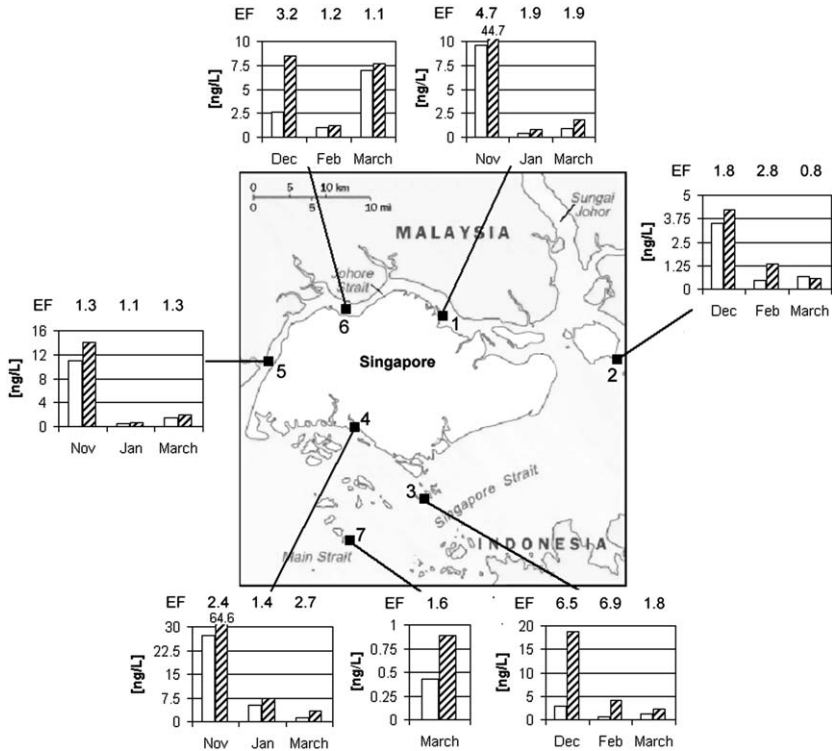 EF 3.2 1.2 1.1
[ng/L]
10
7.5
5
2.5
0
Dec Feb March
EF 4.7 1.9 1.9
44.7
[ng/L]
10
7.5
5
2.5
0
Nov Jan March
EF 1.8 2.8 0.8
[ng/L]
5
3.75
2.5
1.25
0
Dec Feb March
EF 1.3 1.1 1.3
[ng/L]
16
12
8
4
0
Nov Jan March
0 5 10 km
0 5 10 mi
MALAYSIA
Sungai
Johor
Johore
Strait
6
1
2
5
Singapore
4
3
Singapore Strait
7
Main Strait
INDONESIA
EF 2.4 1.4 2.7
64.6
[ng/L]
30
22.5
15
7.5
0
Nov Jan March
EF 1.6
[ng/L]
1
0.75
0.5
0.25
0
March
EF 6.5 6.9 1.8
[ng/L]
20
15
10
5
0
Dec Feb March